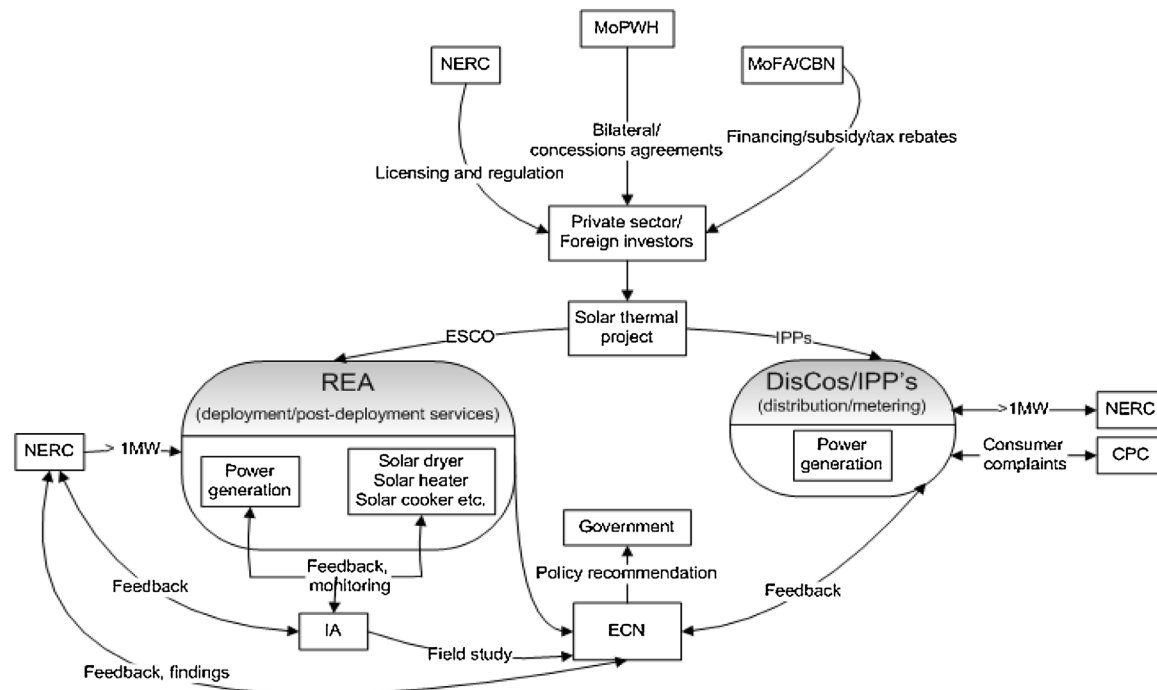 MoPWH
NERC
MoFA/CBN
Bilateral/
concessions agreements
Financing/subsidy/tax rebates
Licensing and regulation
Private sector/
Foreign investors
Solar thermal
project
ESCO
IPPs
REA
(deployment/post-deployment services)
DisCos/IPP's
(distribution/metering)
NERC
> 1MW
Power
generation
Solar dryer
Solar heater
Solar cooker etc.
Power
generation
>1MW
NERC
Consumer
complaints
CPC
Government
Feedback,
monitoring
Policy recommendation
Feedback
Feedback
IA
ECN
Field study
Feedback, findings